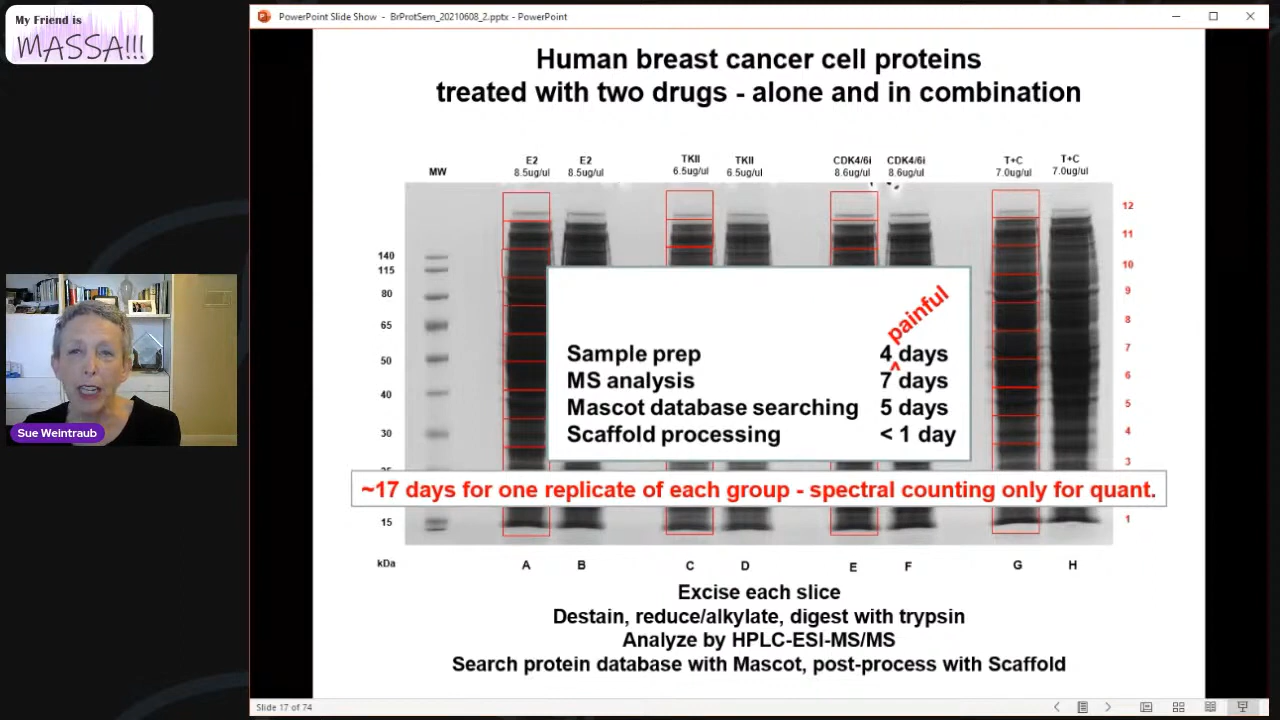 My Friend is
MASSA!!!
PowerPoint Slide Show - BrProtSem_20210608_2.pptx - PowerPoint
Human breast cancer cell proteins
treated with two drugs - alone and in combination
MW
E2
8.5ug/ul
E2
8.5ug/ul
TKII
6.5ug/ul
TKII
6.5ug/ul
CDK4/6i
8.6ug/ul
CDK4/6i
8.6ug/ul
T+C
7.0ug/ul
T+C
7.0ug/ul
140
115
80
65
50
40
30
15
kDa
12
11
10
9
8
7
6
5
4
3
1
painful
^
Sample prep 4 days
MS analysis 7 days
Mascot database searching 5 days
Scaffold processing < 1 day
~17 days for one replicate of each group - spectral counting only for quant.
A B C D E F G H
Excise each slice
Destain, reduce/alkylate, digest with trypsin
Analyze by HPLC-ESI-MS/MS
Search protein database with Mascot, post-process with Scaffold
Sue Weintraub
Slide 17 of 74